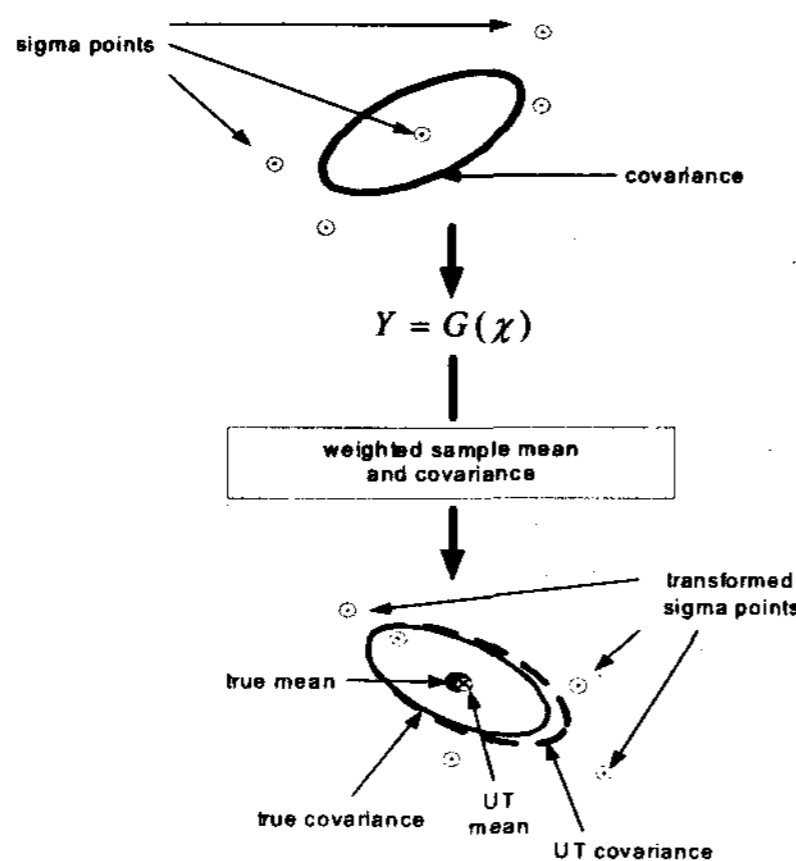 sigma points
covariance
Y = G(χ)
weighted sample mean
and covariance
transformed
sigma points
true mean
true covariance
UT
mean
UT covariance